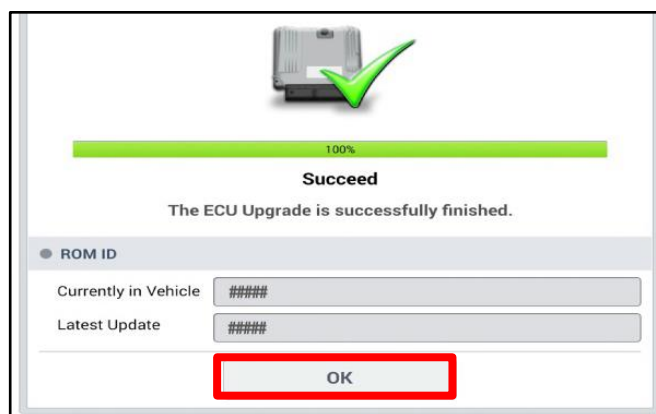 100%
Succeed
The ECU Upgrade is successfully finished.
ROM ID
Currently in Vehicle #####
Latest Update #####
OK